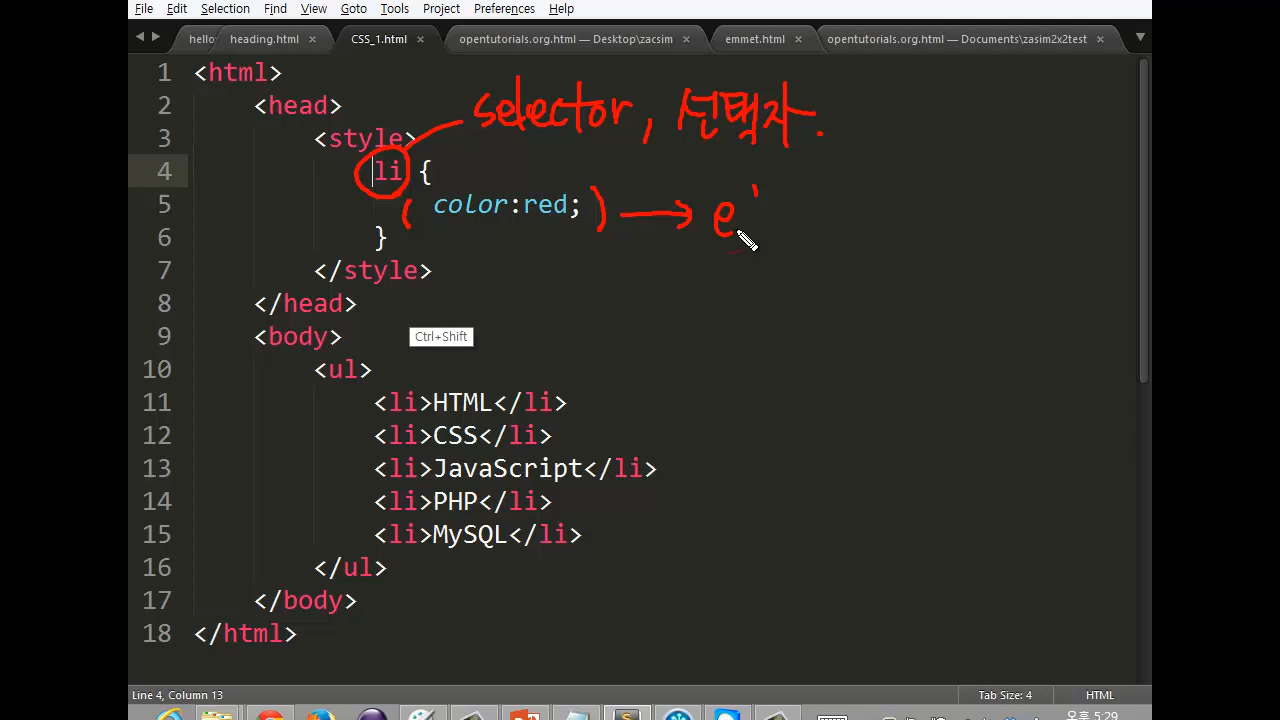 File Edit Selection Find View Goto Tools Project Preferences Help
hello heading.html × CSS_1.html × opentutorials.org.html — Desktop\zacsim × emmet.html × opentutorials.org.html — Documents\zasim2x2test ×
1 <html>
2 <head>
selector, 선택자.
3 <style>
4 li {
5 color:red; e
6 }
7 </style>
8 </head>
9 <body>
Ctrl+Shift
10 <ul>
11 <li>HTML</li>
12 <li>CSS</li>
13 <li>JavaScript</li>
14 <li>PHP</li>
15 <li>MySQL</li>
16 </ul>
17 </body>
18 </html>
Line 4, Column 13 Tab Size: 4 HTML
오후 5:29